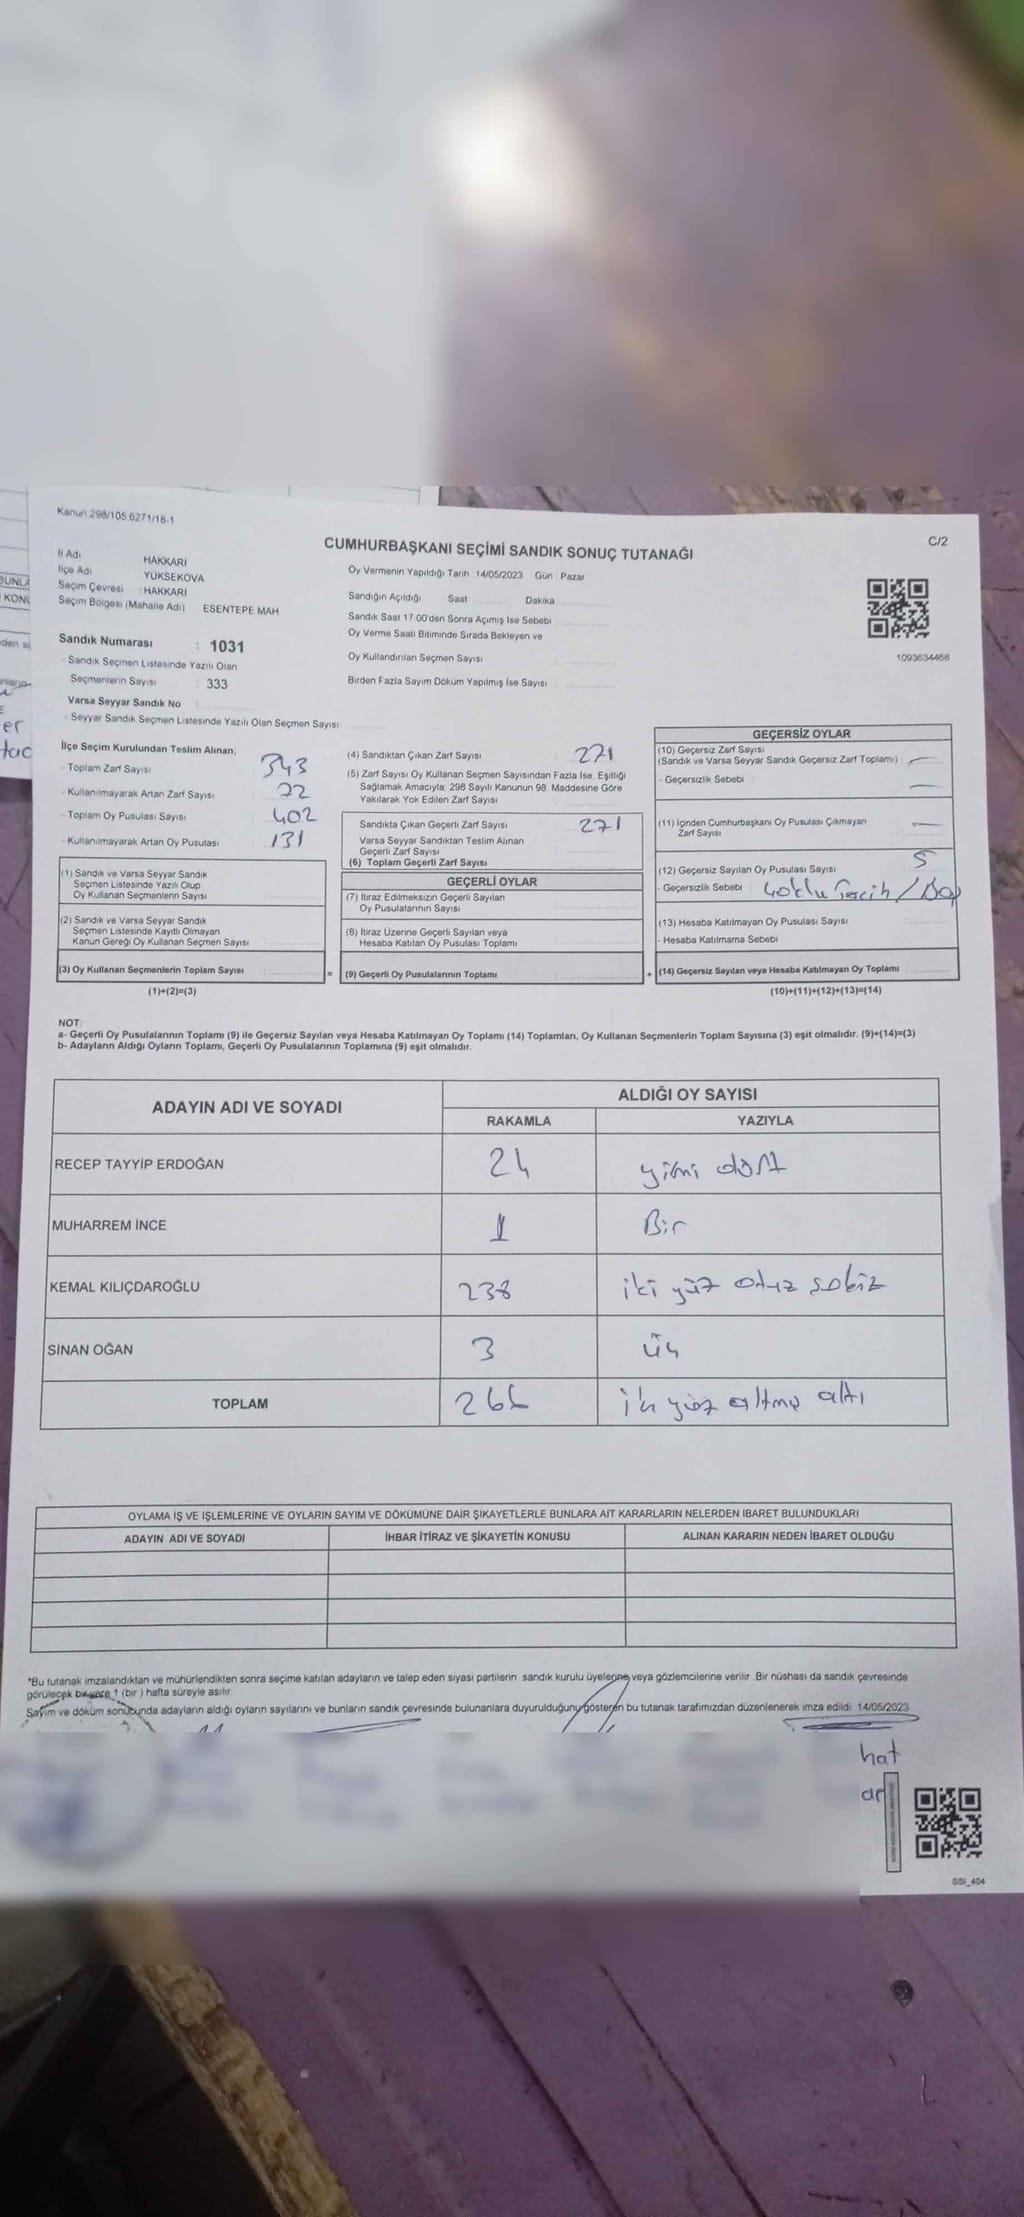 Kanun:298/105,6271/18-1
C/2
CUMHURBAŞKANI SEÇİMİ SANDIK SONUÇ TUTANAĞI
İl Adı HAKKARİ
İlçe Adı YÜKSEKOVA
Seçim Çevresi : HAKKARİ
Seçim Bölgesi (Mahalle Adı) ESENTEPE MAH
Sandık Numarası : 1031
- Sandık Seçmen Listesinde Yazılı Olan
Seçmenlerin Sayısı : 333
Varsa Seyyar Sandık No
- Seyyar Sandık Seçmen Listesinde Yazılı Olan Seçmen Sayısı
Oy Vermenin Yapıldığı Tarih :14/05/2023 Gün : Pazar
Sandığın Açıldığı Saat Dakika
Sandık Saat 17:00'den Sonra Açımış İse Sebebi
Oy Verme Saati Bitiminde Sırada Bekleyen ve
Oy Kullandırılan Seçmen Sayısı
Birden Fazla Sayım Döküm Yapılmış İse Sayısı
1093634468
İlçe Seçim Kurulundan Teslim Alınan;
- Toplam Zarf Sayısı 343
- Kullanılmayarak Artan Zarf Sayısı 72
- Toplam Oy Pusulası Sayısı 402
- Kullanılmayarak Artan Oy Pusulası 131
(1) Sandık ve Varsa Seyyar Sandık
Seçmen Listesinde Yazılı Olup
Oy Kullanan Seçmenlerin Sayısı
(2) Sandık ve Varsa Seyyar Sandık
Seçmen Listesinde Kayıtlı Olmayan
Kanun Gereği Oy Kullanan Seçmen Sayısı
(3) Oy Kullanan Seçmenlerin Toplam Sayısı
(1)+(2)=(3)
(4) Sandıktan Çıkan Zarf Sayısı 271
(5) Zarf Sayısı Oy Kullanan Seçmen Sayısından Fazla İse, Eşitliği
Sağlamak Amacıyla; 298 Sayılı Kanunun 98. Maddesine Göre
Yakılarak Yok Edilen Zarf Sayısı
Sandıkta Çıkan Geçerli Zarf Sayısı 271
Varsa Seyyar Sandıktan Teslim Alınan
Geçerli Zarf Sayısı
(6) Toplam Geçerli Zarf Sayısı
GEÇERLİ OYLAR
(7) İtiraz Edilmeksizin Geçerli Sayılan
Oy Pusulalarının Sayısı
(8) İtiraz Üzerine Geçerli Sayılan veya
Hesaba Katılan Oy Pusulası Toplamı
= (9) Geçerli Oy Pusulalarının Toplamı +
GEÇERSİZ OYLAR
(10) Geçersiz Zarf Sayısı
(Sandık ve Varsa Seyyar Sandık Geçersiz Zarf Toplamı)
- Geçersizlik Sebebi
(11) İçinden Cumhurbaşkanı Oy Pusulası Çıkmayan
Zarf Sayısı
(12) Geçersiz Sayılan Oy Pusulası Sayısı 5
- Geçersizlik Sebebi :
(13) Hesaba Katılmayan Oy Pusulası Sayısı
- Hesaba Katılmama Sebebi
(14) Geçersiz Sayılan veya Hesaba Katılmayan Oy Toplamı
(10)+(11)+(12)+(13)=(14)
NOT:
a- Geçerli Oy Pusulalarının Toplamı (9) ile Geçersiz Sayılan veya Hesaba Katılmayan Oy Toplamı (14) Toplamları, Oy Kullanan Seçmenlerin Toplam Sayısına (3) eşit olmalıdır. (9)+(14)=(3)
b- Adayların Aldığı Oyların Toplamı, Geçerli Oy Pusulalarının Toplamına (9) eşit olmalıdır.
ADAYIN ADI VE SOYADI ALDIĞI OY SAYISI
RAKAMLA YAZIYLA
RECEP TAYYİP ERDOĞAN 24 yirmi dört
MUHARREM İNCE 1 Bir
KEMAL KILIÇDAROĞLU 238 iki yüz otuz sekiz
SİNAN OĞAN 3 üç
TOPLAM 266 iki yüz altmış altı
OYLAMA İŞ VE İŞLEMLERİNE VE OYLARIN SAYIM VE DÖKÜMÜNE DAİR ŞİKAYETLERLE BUNLARA AİT KARARLARIN NELERDEN İBARET BULUNDUKLARI
ADAYIN ADI VE SOYADI İHBAR İTİRAZ VE ŞİKAYETİN KONUSU ALINAN KARARIN NEDEN İBARET OLDUĞU
*Bu tutanak imzalandıktan ve mühürlendikten sonra seçime katılan adayların ve talep eden siyasi partilerin sandık kurulu üyelerine veya gözlemcilerine verilir. Bir nüshası da sandık çevresinde
görülecek bir yere 1 (bir ) hafta süreyle asılır.
Sayım ve döküm sonucunda adayların aldığı oyların sayılarını ve bunların sandık çevresinde bulunanlara duyurulduğunu gösteren bu tutanak tarafımızdan düzenlenerek imza edildi. 14/05/2023
hat
ar
SSI_404